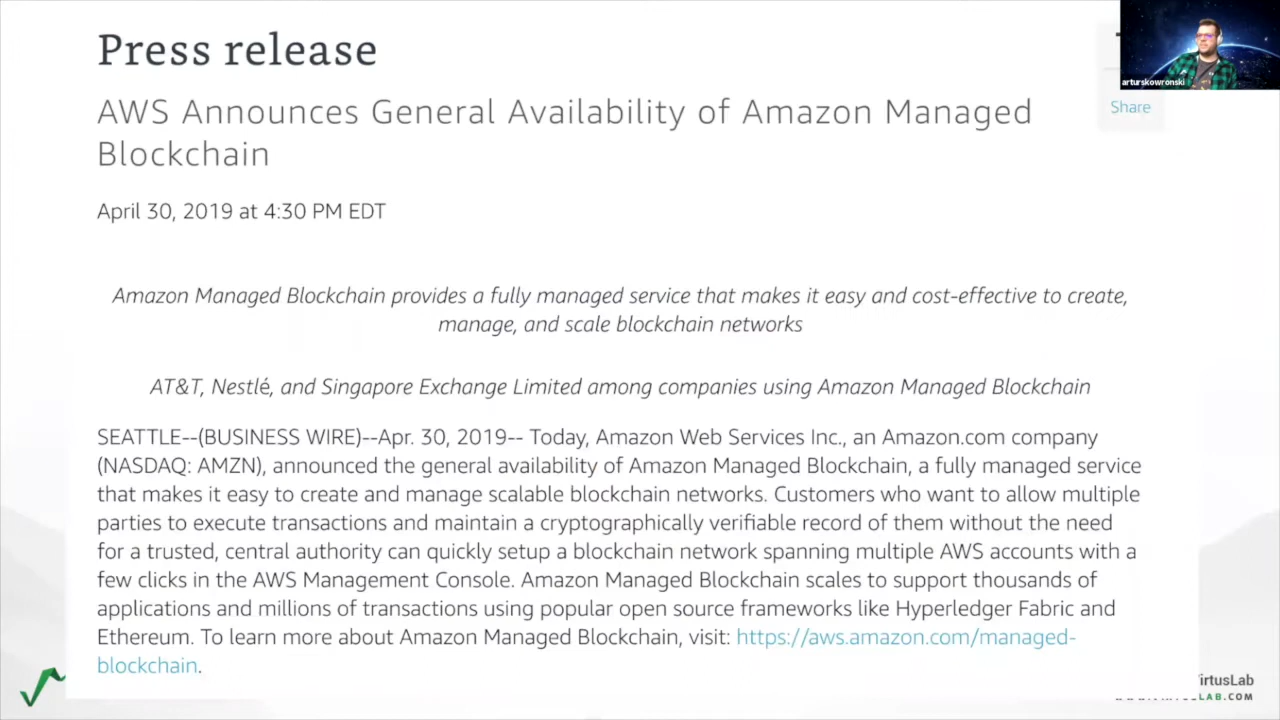 Press release
arturskowronski
Share
AWS Announces General Availability of Amazon Managed
Blockchain
April 30, 2019 at 4:30 PM EDT
Amazon Managed Blockchain provides a fully managed service that makes it easy and cost-effective to create,
manage, and scale blockchain networks
AT&T, Nestlé, and Singapore Exchange Limited among companies using Amazon Managed Blockchain
SEATTLE--(BUSINESS WIRE)--Apr. 30, 2019-- Today, Amazon Web Services Inc., an Amazon.com company
(NASDAQ: AMZN), announced the general availability of Amazon Managed Blockchain, a fully managed service
that makes it easy to create and manage scalable blockchain networks. Customers who want to allow multiple
parties to execute transactions and maintain a cryptographically verifiable record of them without the need
for a trusted, central authority can quickly setup a blockchain network spanning multiple AWS accounts with a
few clicks in the AWS Management Console. Amazon Managed Blockchain scales to support thousands of
applications and millions of transactions using popular open source frameworks like Hyperledger Fabric and
Ethereum. To learn more about Amazon Managed Blockchain, visit: https://aws.amazon.com/managed-
blockchain.
irtusLab
LAB.COM